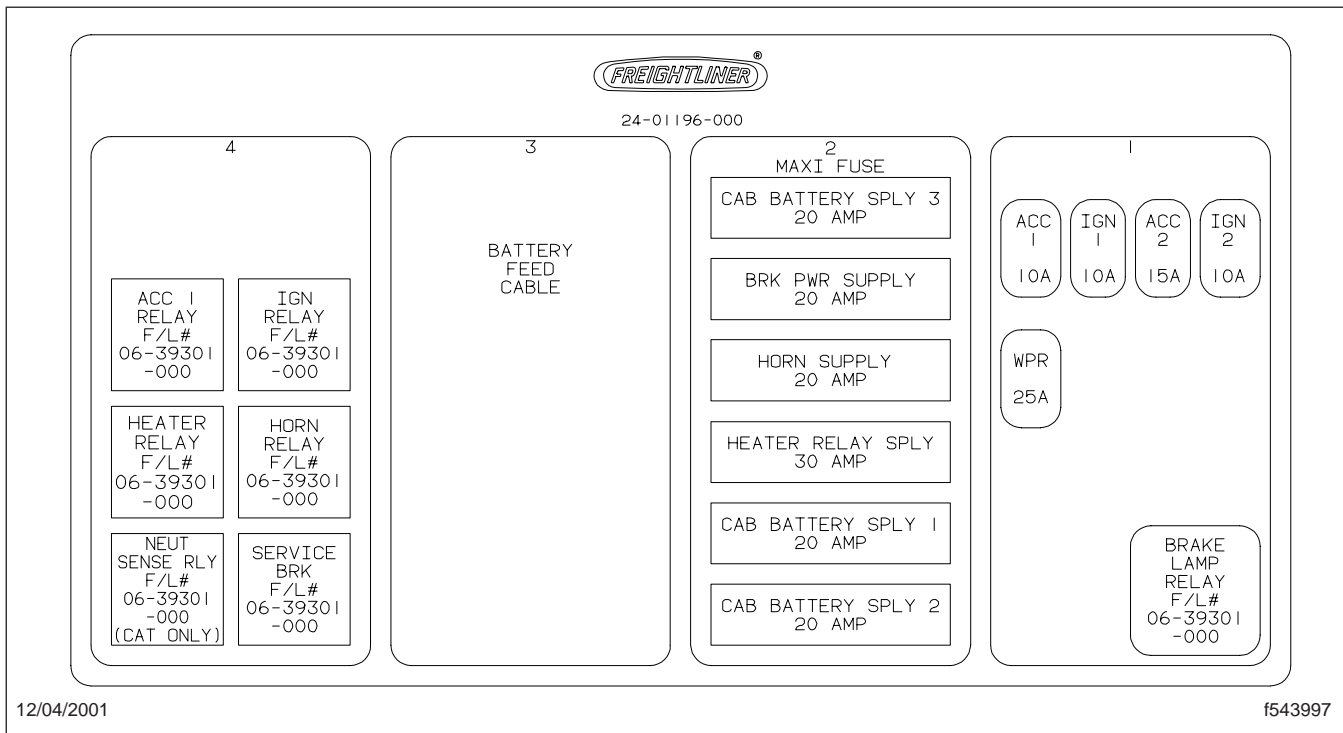 FREIGHTLINER®
24-01196-000
4
ACC 1
RELAY
F/L#
06-39301
-000
IGN
RELAY
F/L#
06-39301
-000
HEATER
RELAY
F/L#
06-39301
-000
HORN
RELAY
F/L#
06-39301
-000
NEUT
SENSE RLY
F/L#
06-39301
-000
(CAT ONLY)
SERVICE
BRK
F/L#
06-39301
-000
3
BATTERY
FEED
CABLE
2
MAXI FUSE
CAB BATTERY SPLY 3
20 AMP
BRK PWR SUPPLY
20 AMP
HORN SUPPLY
20 AMP
HEATER RELAY SPLY
30 AMP
CAB BATTERY SPLY 1
20 AMP
CAB BATTERY SPLY 2
20 AMP
1
ACC
1
10A
IGN
1
10A
ACC
2
15A
IGN
2
10A
WPR
25A
BRAKE
LAMP
RELAY
F/L#
06-39301
-000
12/04/2001
f543997